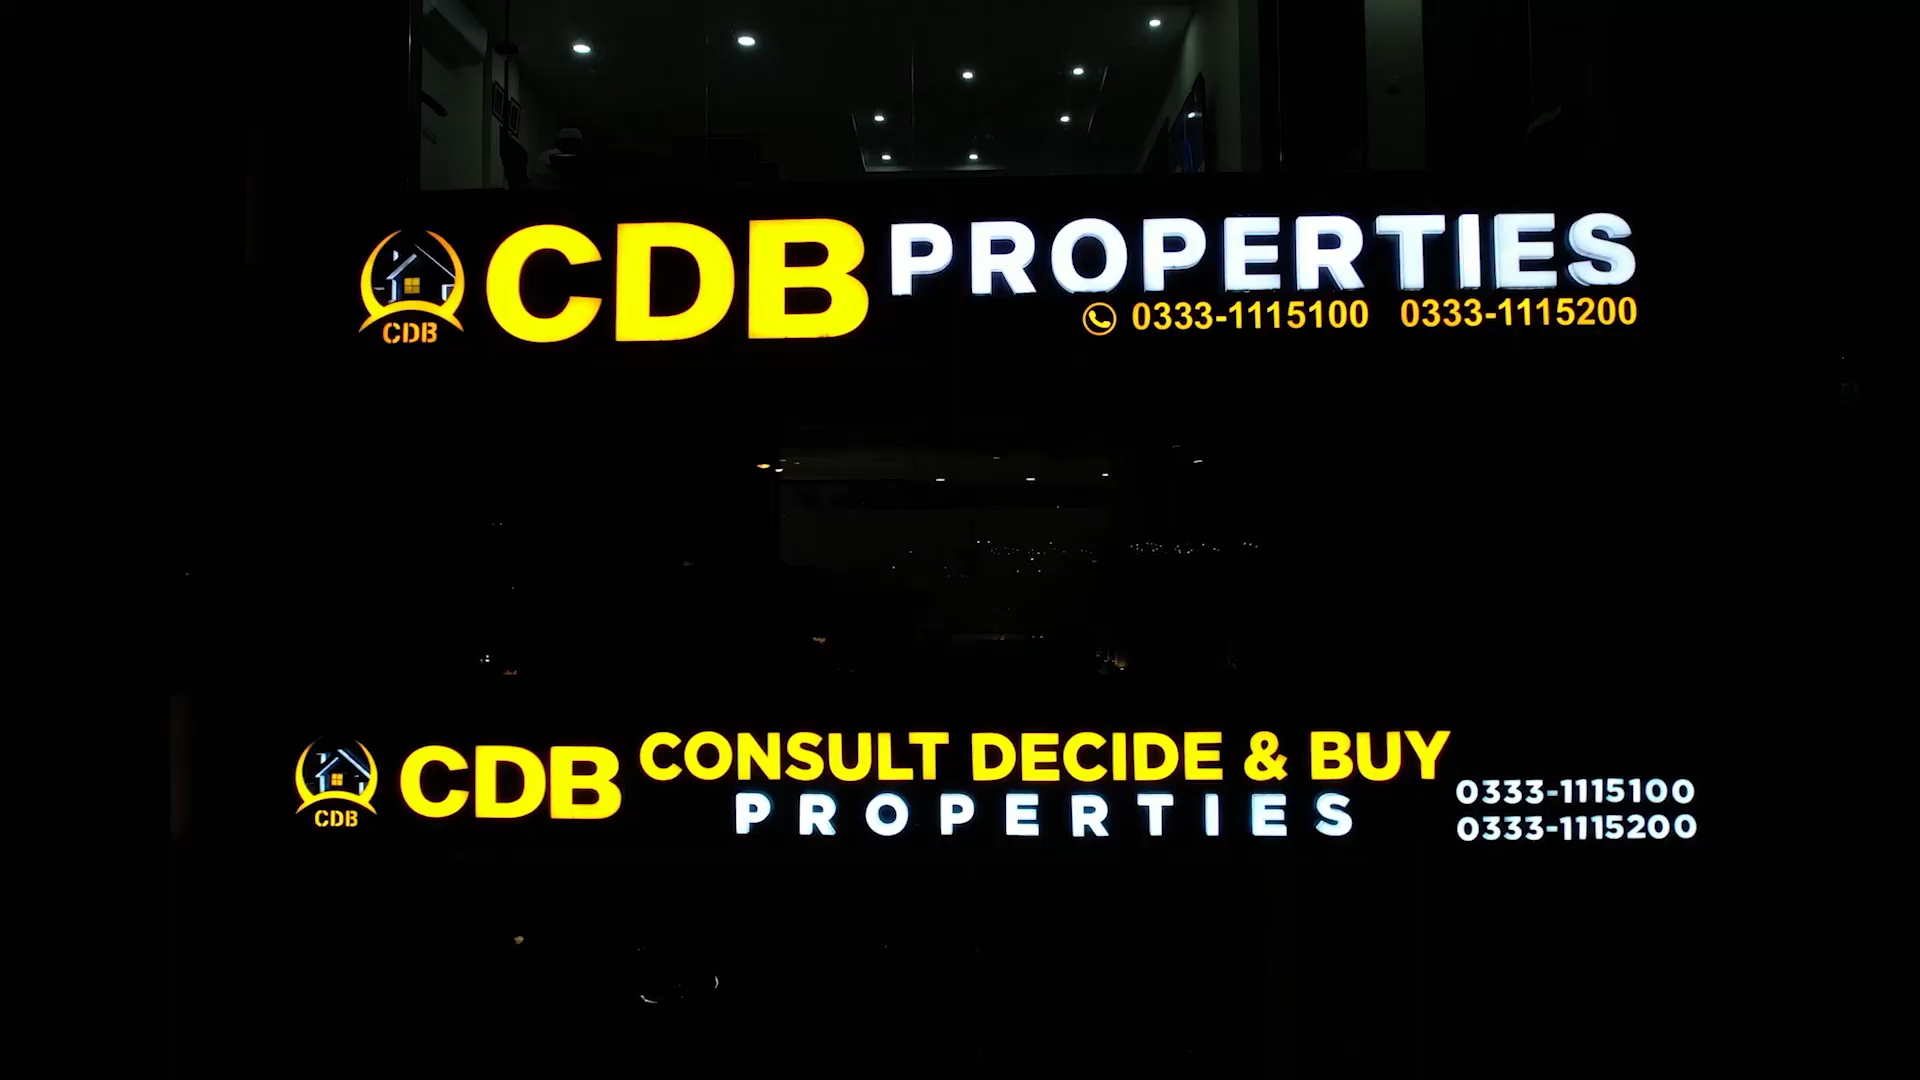 CDB PROPERTIES
CDB
0333-1115100 0333-1115200
CDB CONSULT DECIDE & BUY
PROPERTIES
CDB
0333-1115100
0333-1115200